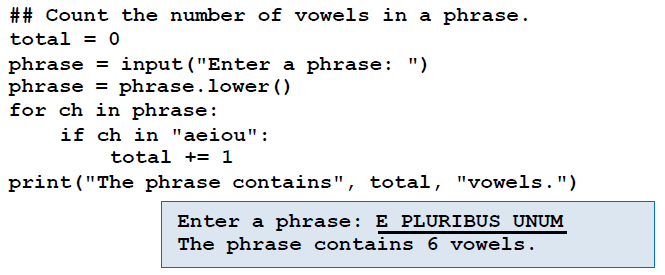 ## Count the number of vowels in a phrase.
total = 0
phrase = input("Enter a phrase: ")
phrase = phrase.lower()
for ch in phrase:
    if ch in "aeiou":
        total += 1
print("The phrase contains", total, "vowels.")
Enter a phrase: E PLURIBUS UNUM
The phrase contains 6 vowels.